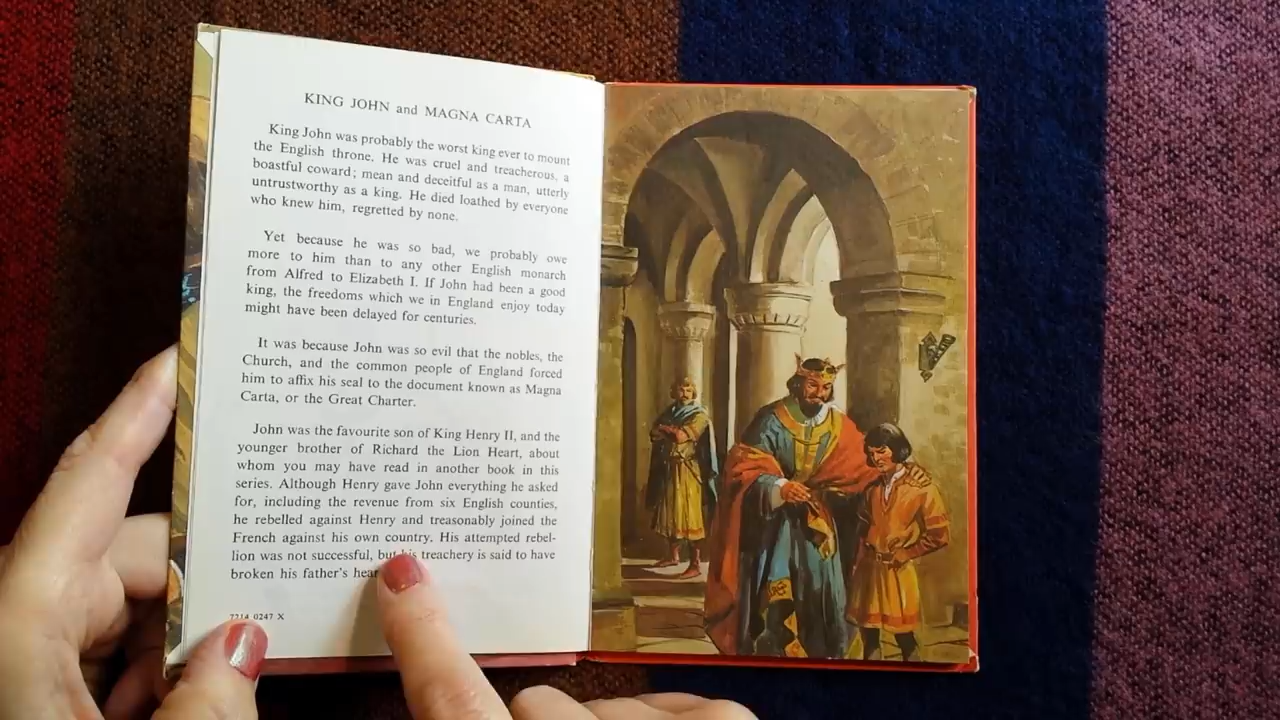 KING JOHN and MAGNA CARTA
King John was probably the worst king ever to mount
the English throne. He was cruel and treacherous, a
boastful coward; mean and deceitful as a man, utterly
untrustworthy as a king. He died loathed by everyone
who knew him, regretted by none.
Yet because he was so bad, we probably owe
more to him than to any other English monarch
from Alfred to Elizabeth I. If John had been a good
king, the freedoms which we in England enjoy today
might have been delayed for centuries.
It was because John was so evil that the nobles, the
Church, and the common people of England forced
him to affix his seal to the document known as Magna
Carta, or the Great Charter.
John was the favourite son of King Henry II, and the
younger brother of Richard the Lion Heart, about
whom you may have read in another book in this
series. Although Henry gave John everything he asked
for, including the revenue from six English counties,
he rebelled against Henry and treasonably joined the
French against his own country. His attempted rebel-
lion was not successful, but his treachery is said to have
broken his father's hear
0247 X